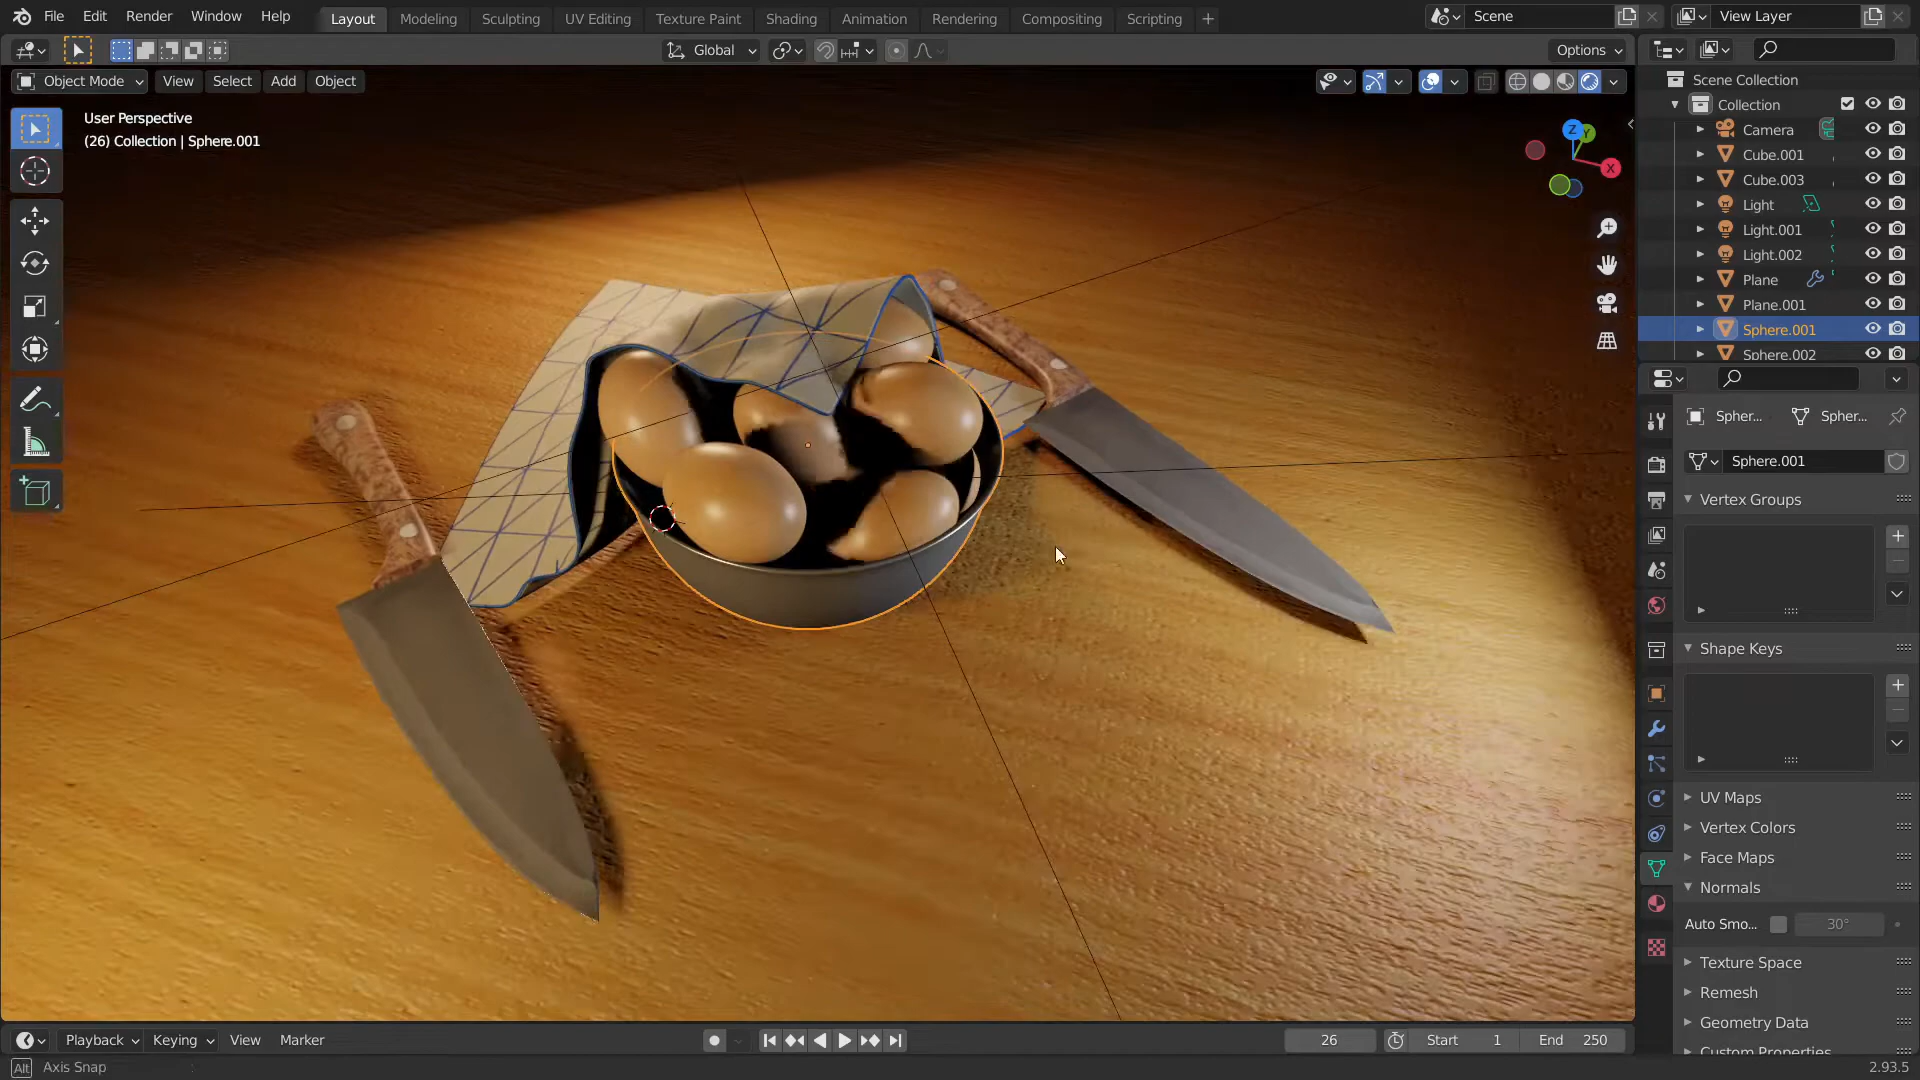 File Edit Render Window Help Layout Modeling Sculpting UV Editing Texture Paint Shading Animation Rendering Compositing Scripting + Scene View Layer
Global Options
Object Mode View Select Add Object
User Perspective
(26) Collection | Sphere.001
Z
Y
X
Scene Collection
Collection
Camera
Cube.001
Cube.003
Light
Light.001
Light.002
Plane
Plane.001
Sphere.001
Sphere.002
Spher... Spher...
Sphere.001
Vertex Groups
Shape Keys
UV Maps
Vertex Colors
Face Maps
Normals
Auto Smo... 30°
Texture Space
Remesh
Geometry Data
Custom Properties
Playback Keying View Marker 26 Start 1 End 250
Alt Axis Snap 2.93.5